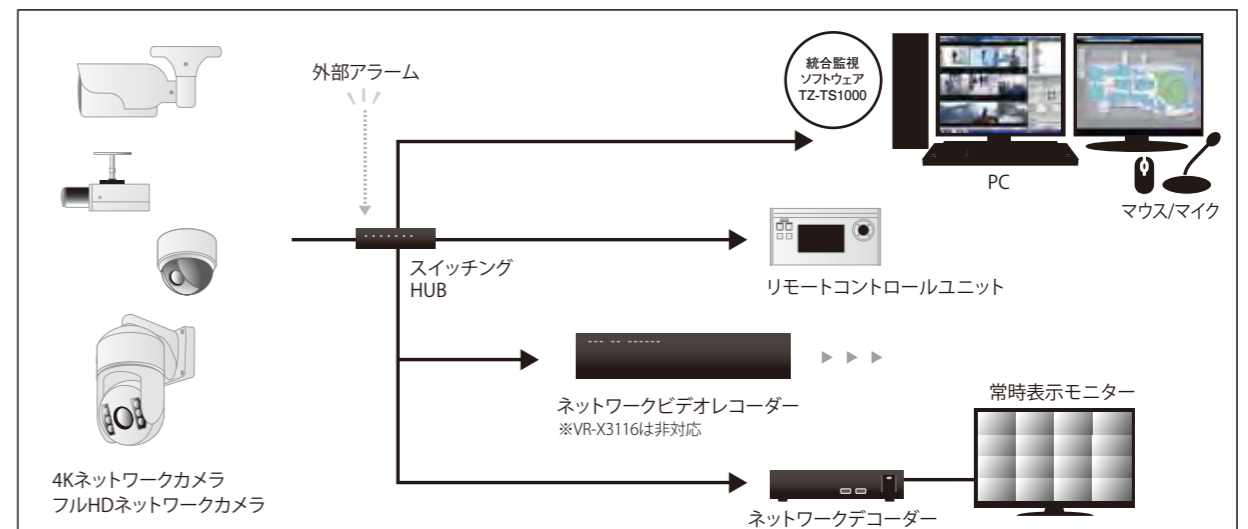 外部アラーム
統合監視
ソフトウェア
TZ-TS1000
PC
マウス/マイク
スイッチング
HUB
リモートコントロールユニット
ネットワークビデオレコーダー
※VR-X3116は非対応
常時表示モニター
4Kネットワークカメラ
フルHDネットワークカメラ
ネットワークデコーダー